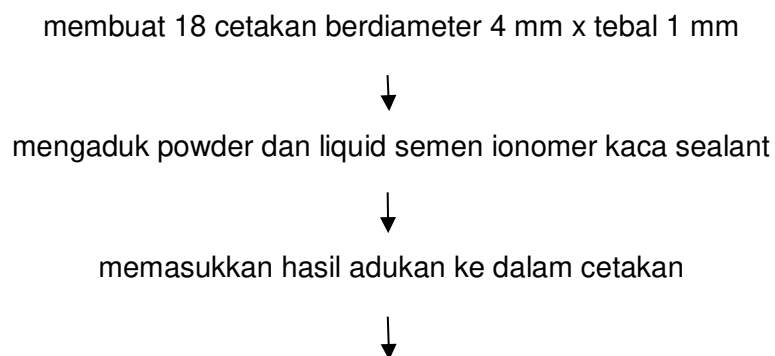 membuat 18 cetakan berdiameter 4 mm x tebal 1 mm
mengaduk powder dan liquid semen ionomer kaca sealant
memasukkan hasil adukan ke dalam cetakan